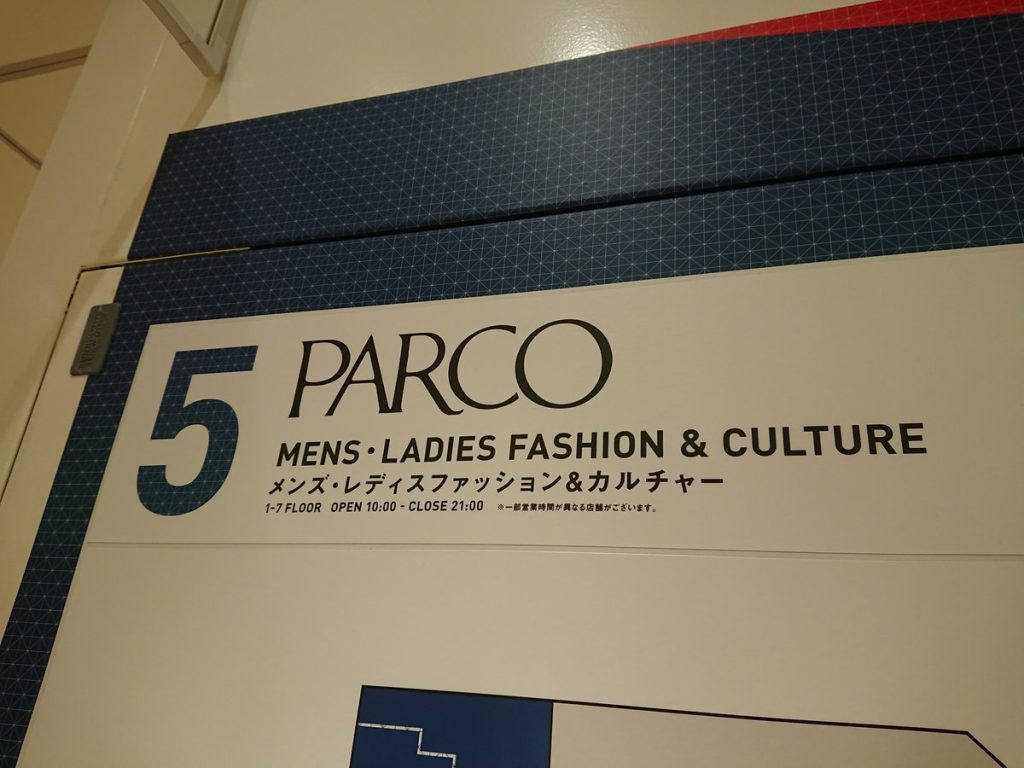 5
PARCO
MENS・LADIES FASHION & CULTURE
メンズ・レディスファッション&カルチャー
1-7 FLOOR OPEN 10:00 - CLOSE 21:00 ※一部営業時間が異なる店舗がございます。